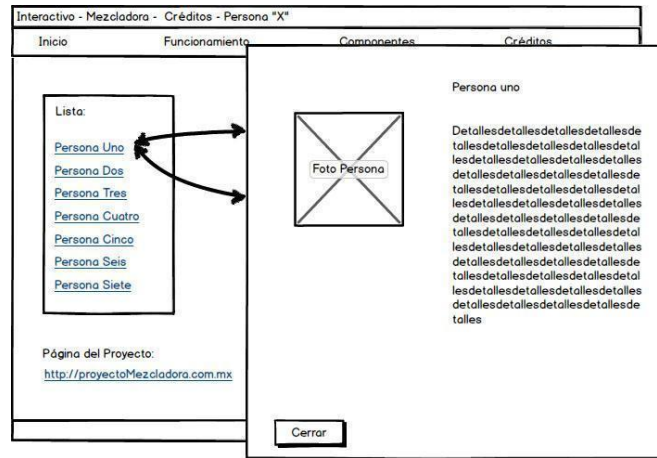 Interactivo - Mezcladora - Créditos - Persona "X"
Inicio Funcionamiento Componentes Créditos
Lista:
Persona Uno
Persona Dos
Persona Tres
Persona Cuatro
Persona Cinco
Persona Seis
Persona Siete
Página del Proyecto:
http://proyectoMezcladora.com.mx
Persona uno
Foto Persona
Detallesdetallesdetallesdetallesde
tallesdetallesdetallesdetallesdetal
lesdetallesdetallesdetallesdetalles
detallesdetallesdetallesdetallesde
tallesdetallesdetallesdetallesdetal
lesdetallesdetallesdetallesdetalles
detallesdetallesdetallesdetallesde
tallesdetallesdetallesdetallesdetal
lesdetallesdetallesdetallesdetalles
detallesdetallesdetallesdetallesde
tallesdetallesdetallesdetallesdetal
lesdetallesdetallesdetallesdetalles
detallesdetallesdetallesdetallesde
talles
Cerrar